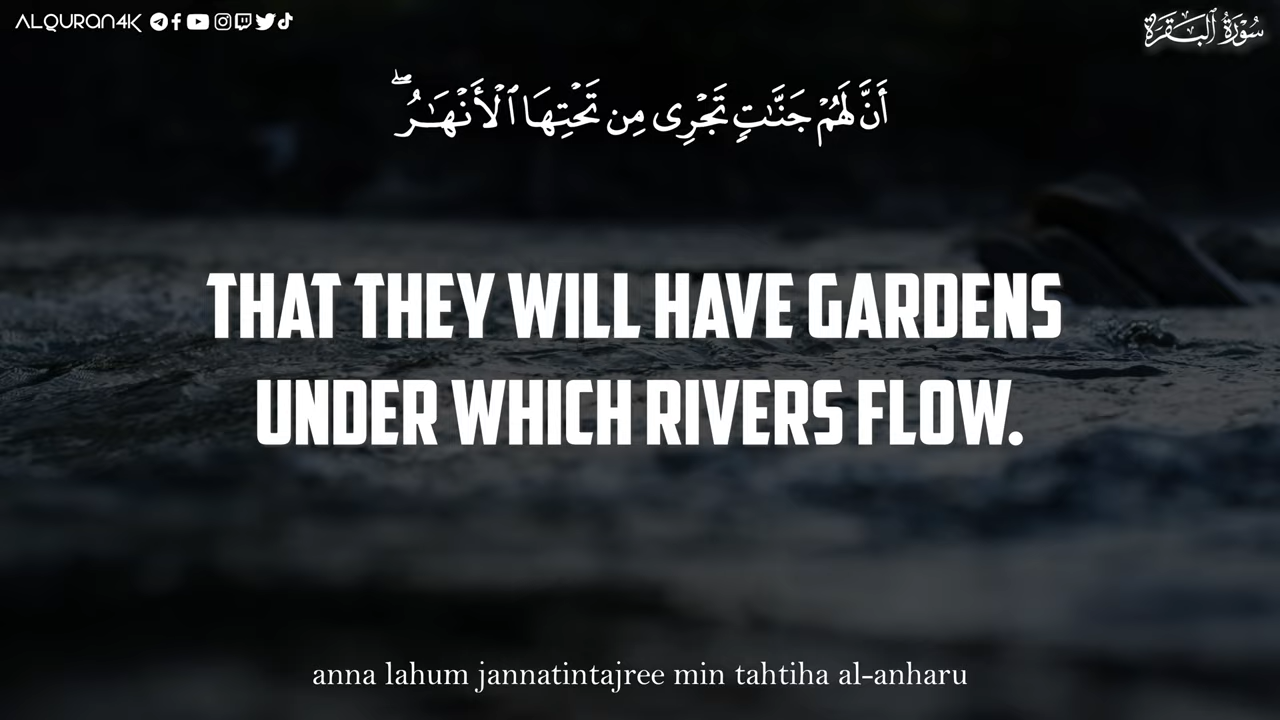 ALQURAN4K
سُورَةُ ٱلْبَقَرَةِ
أَنَّ لَهُمْ جَنَّٰتٍ تَجْرِى مِن تَحْتِهَا ٱلْأَنْهَٰرُ ۖ
THAT THEY WILL HAVE GARDENS
UNDER WHICH RIVERS FLOW.
anna lahum jannatintajree min tahtiha al-anharu